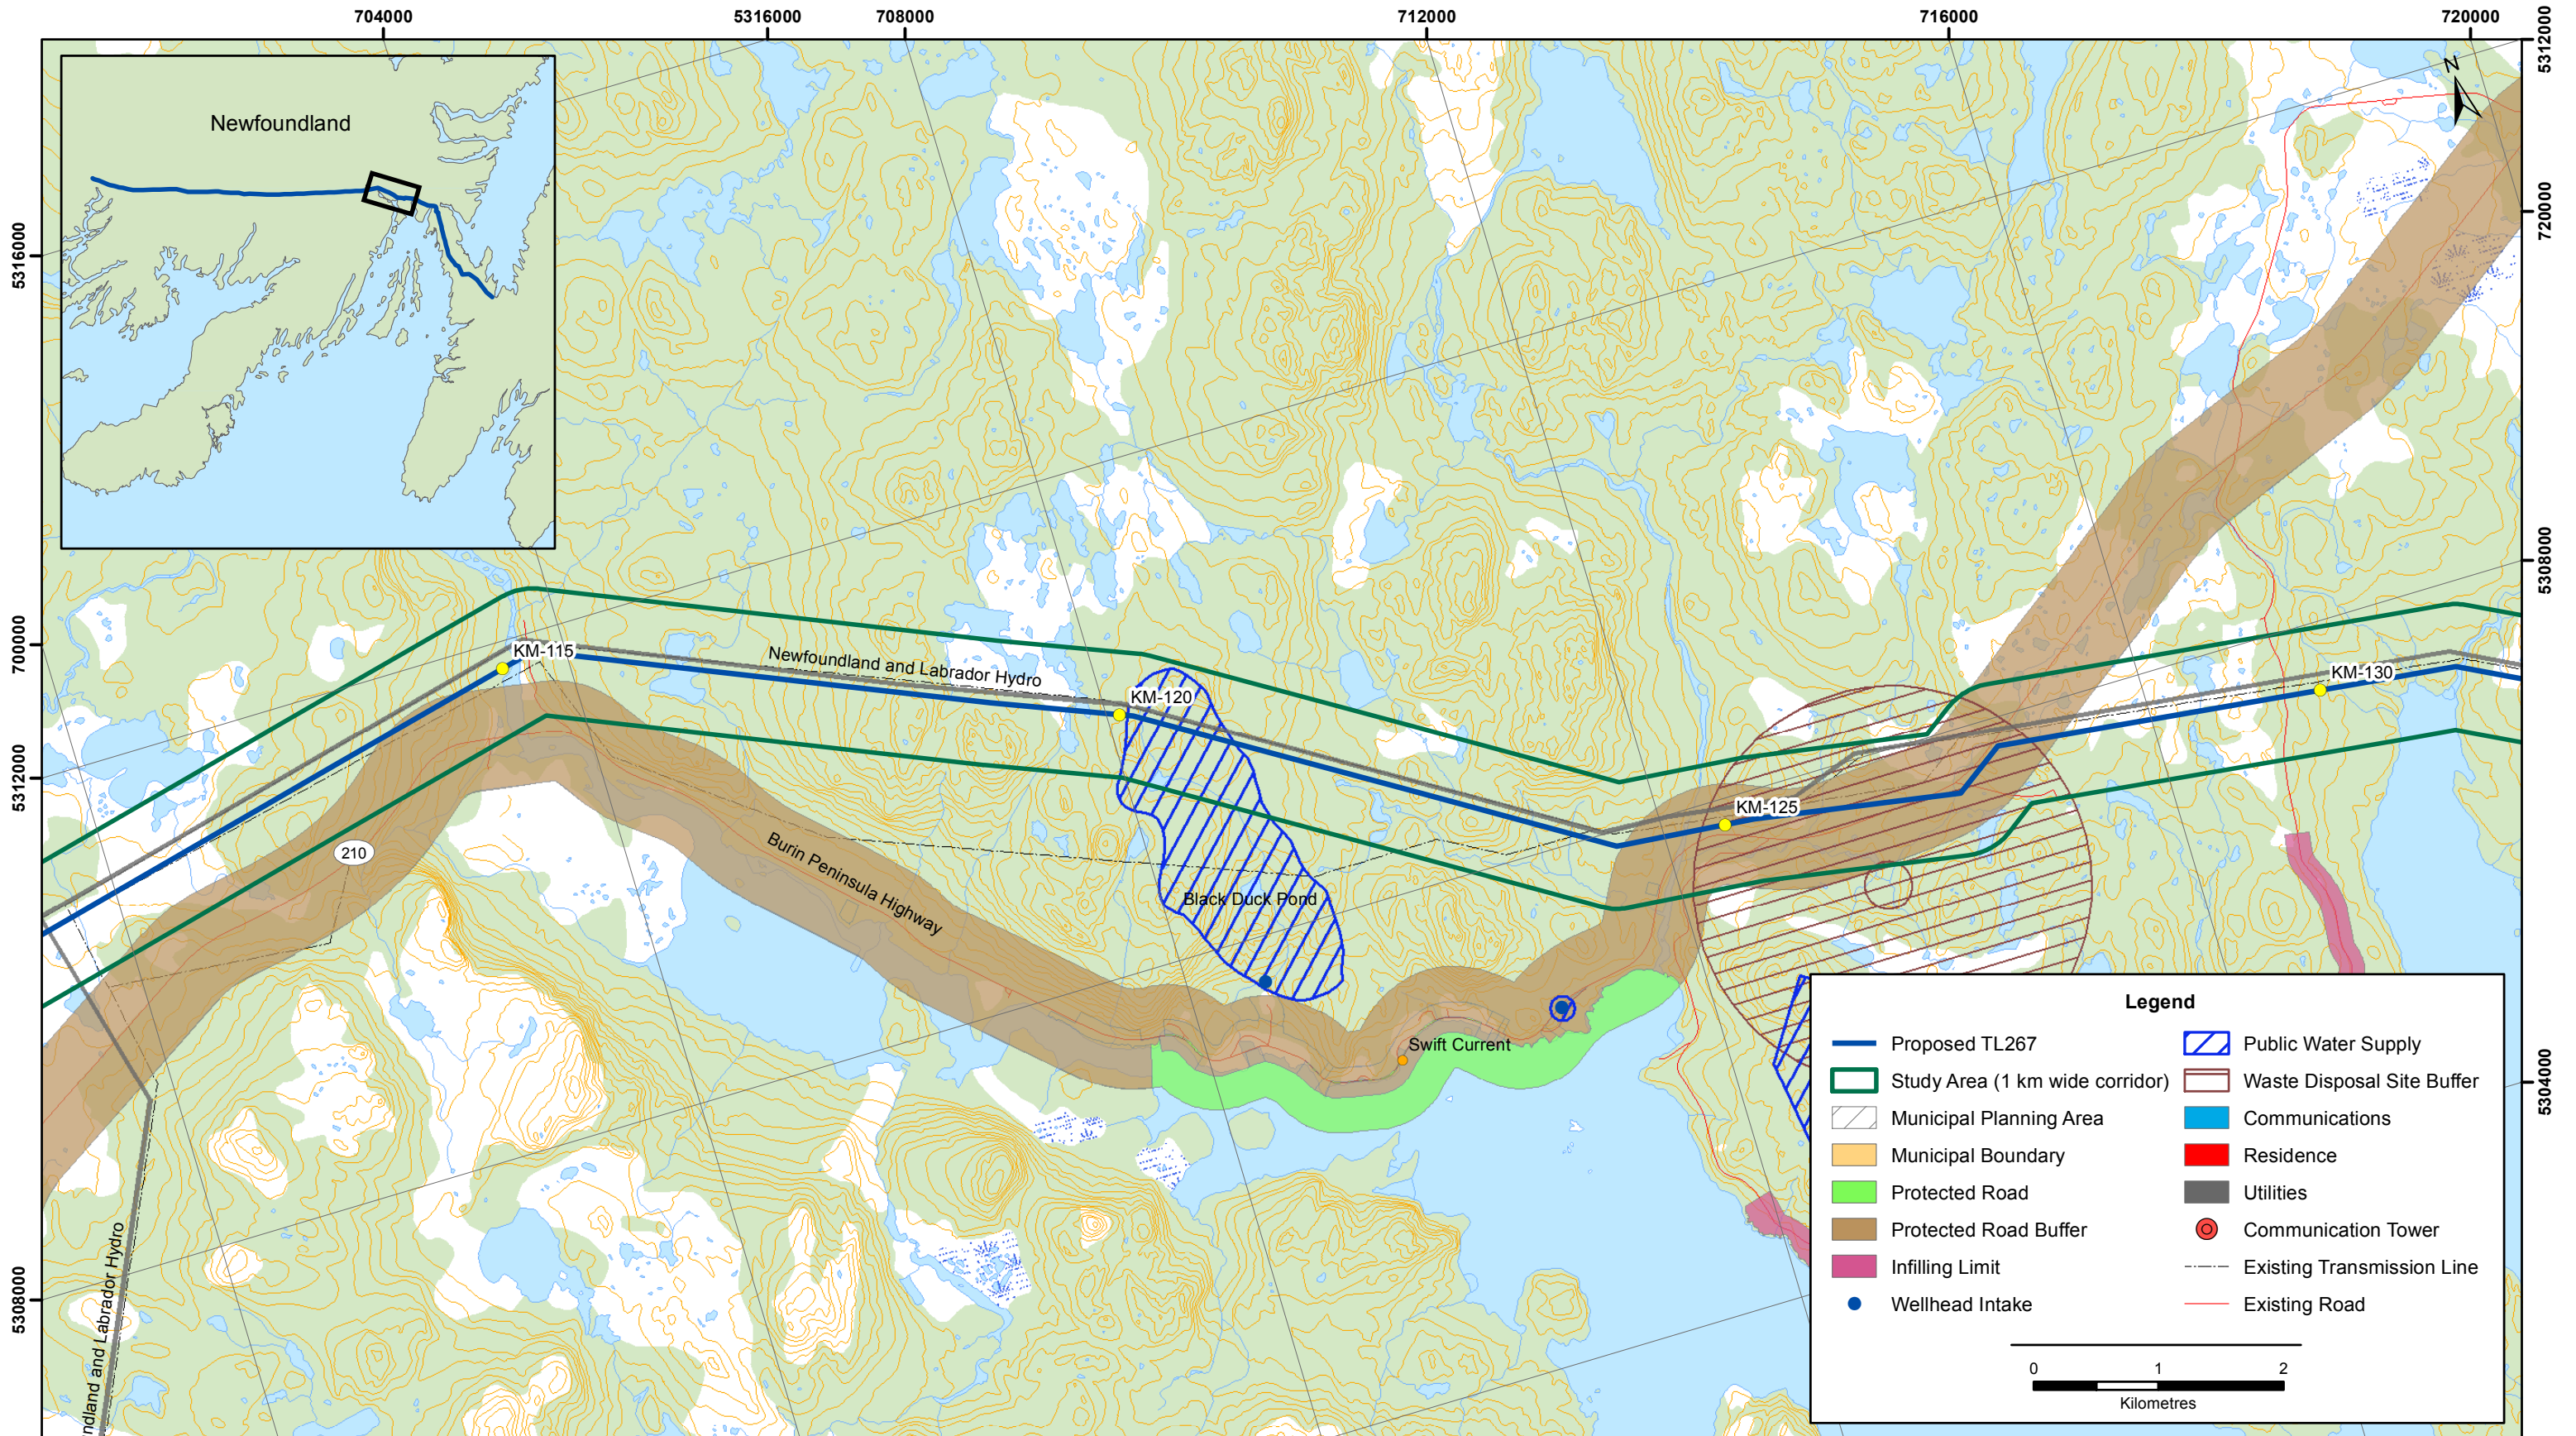 704000
5316000
708000
712000
716000
720000
5312000
N
Newfoundland
720000
5316000
5308000
700000
KM-115
Newfoundland and Labrador Hydro
KM-120
KM-130
5312000
KM-125
210
Burin Peninsula Highway
Black Duck Pond
Swift Current
5304000
Legend
Proposed TL267
Study Area (1 km wide corridor)
Municipal Planning Area
Municipal Boundary
Protected Road
Protected Road Buffer
Infilling Limit
Wellhead Intake
Public Water Supply
Waste Disposal Site Buffer
Communications
Residence
Utilities
Communication Tower
Existing Transmission Line
Existing Road
0 1 2
Kilometres
5308000
ndland and Labrador Hydro